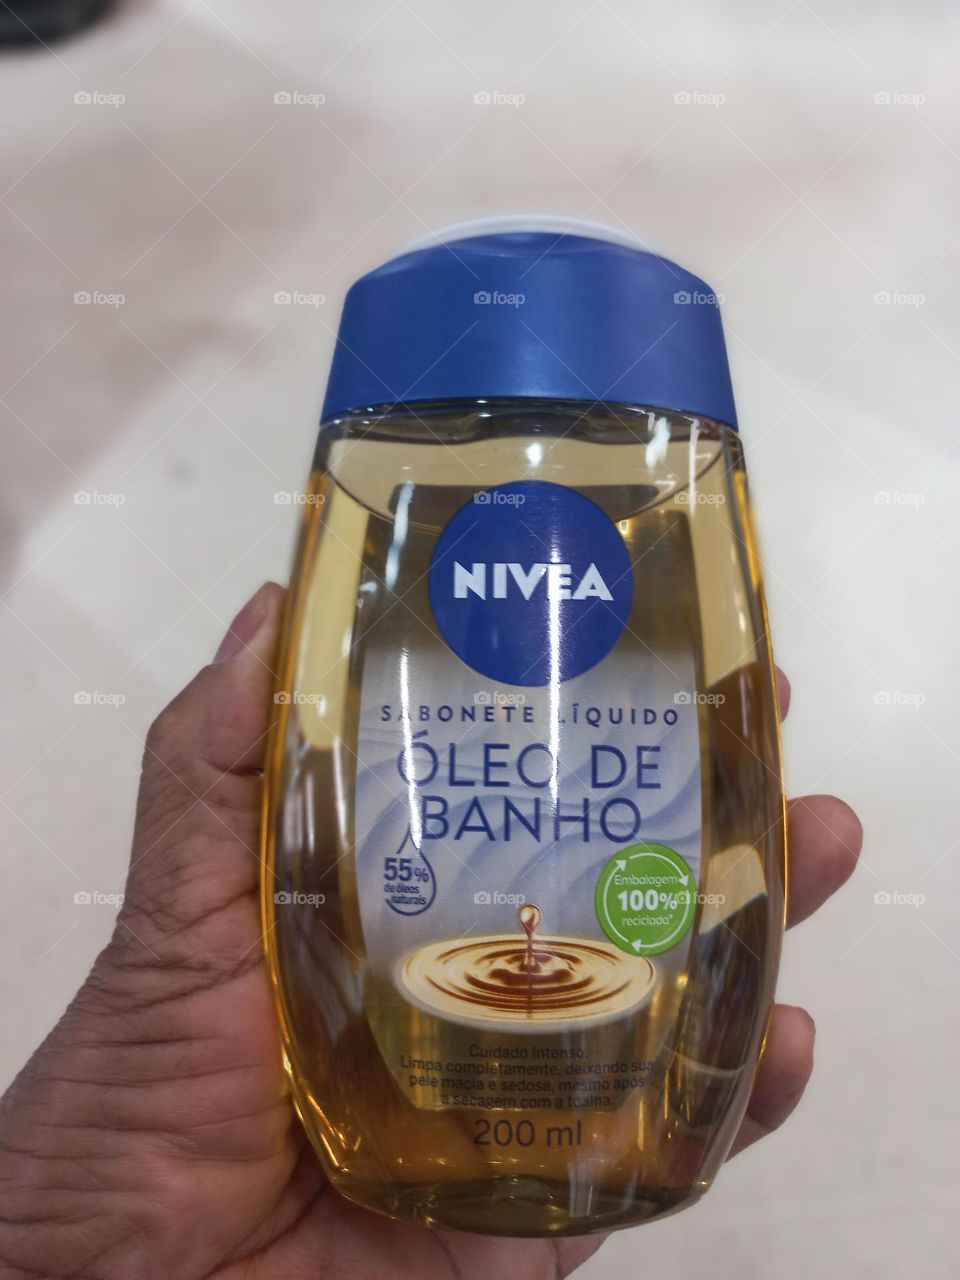 NIVEA
SABONETE LÍQUIDO
ÓLEO DE
BANHO
55%
de óleos
naturais
Embalagem
100%
reciclada*
Cuidado intenso.
Limpa completamente, deixando sua
pele macia e sedosa, mesmo após
a secagem com a toalha.
200 ml
foap